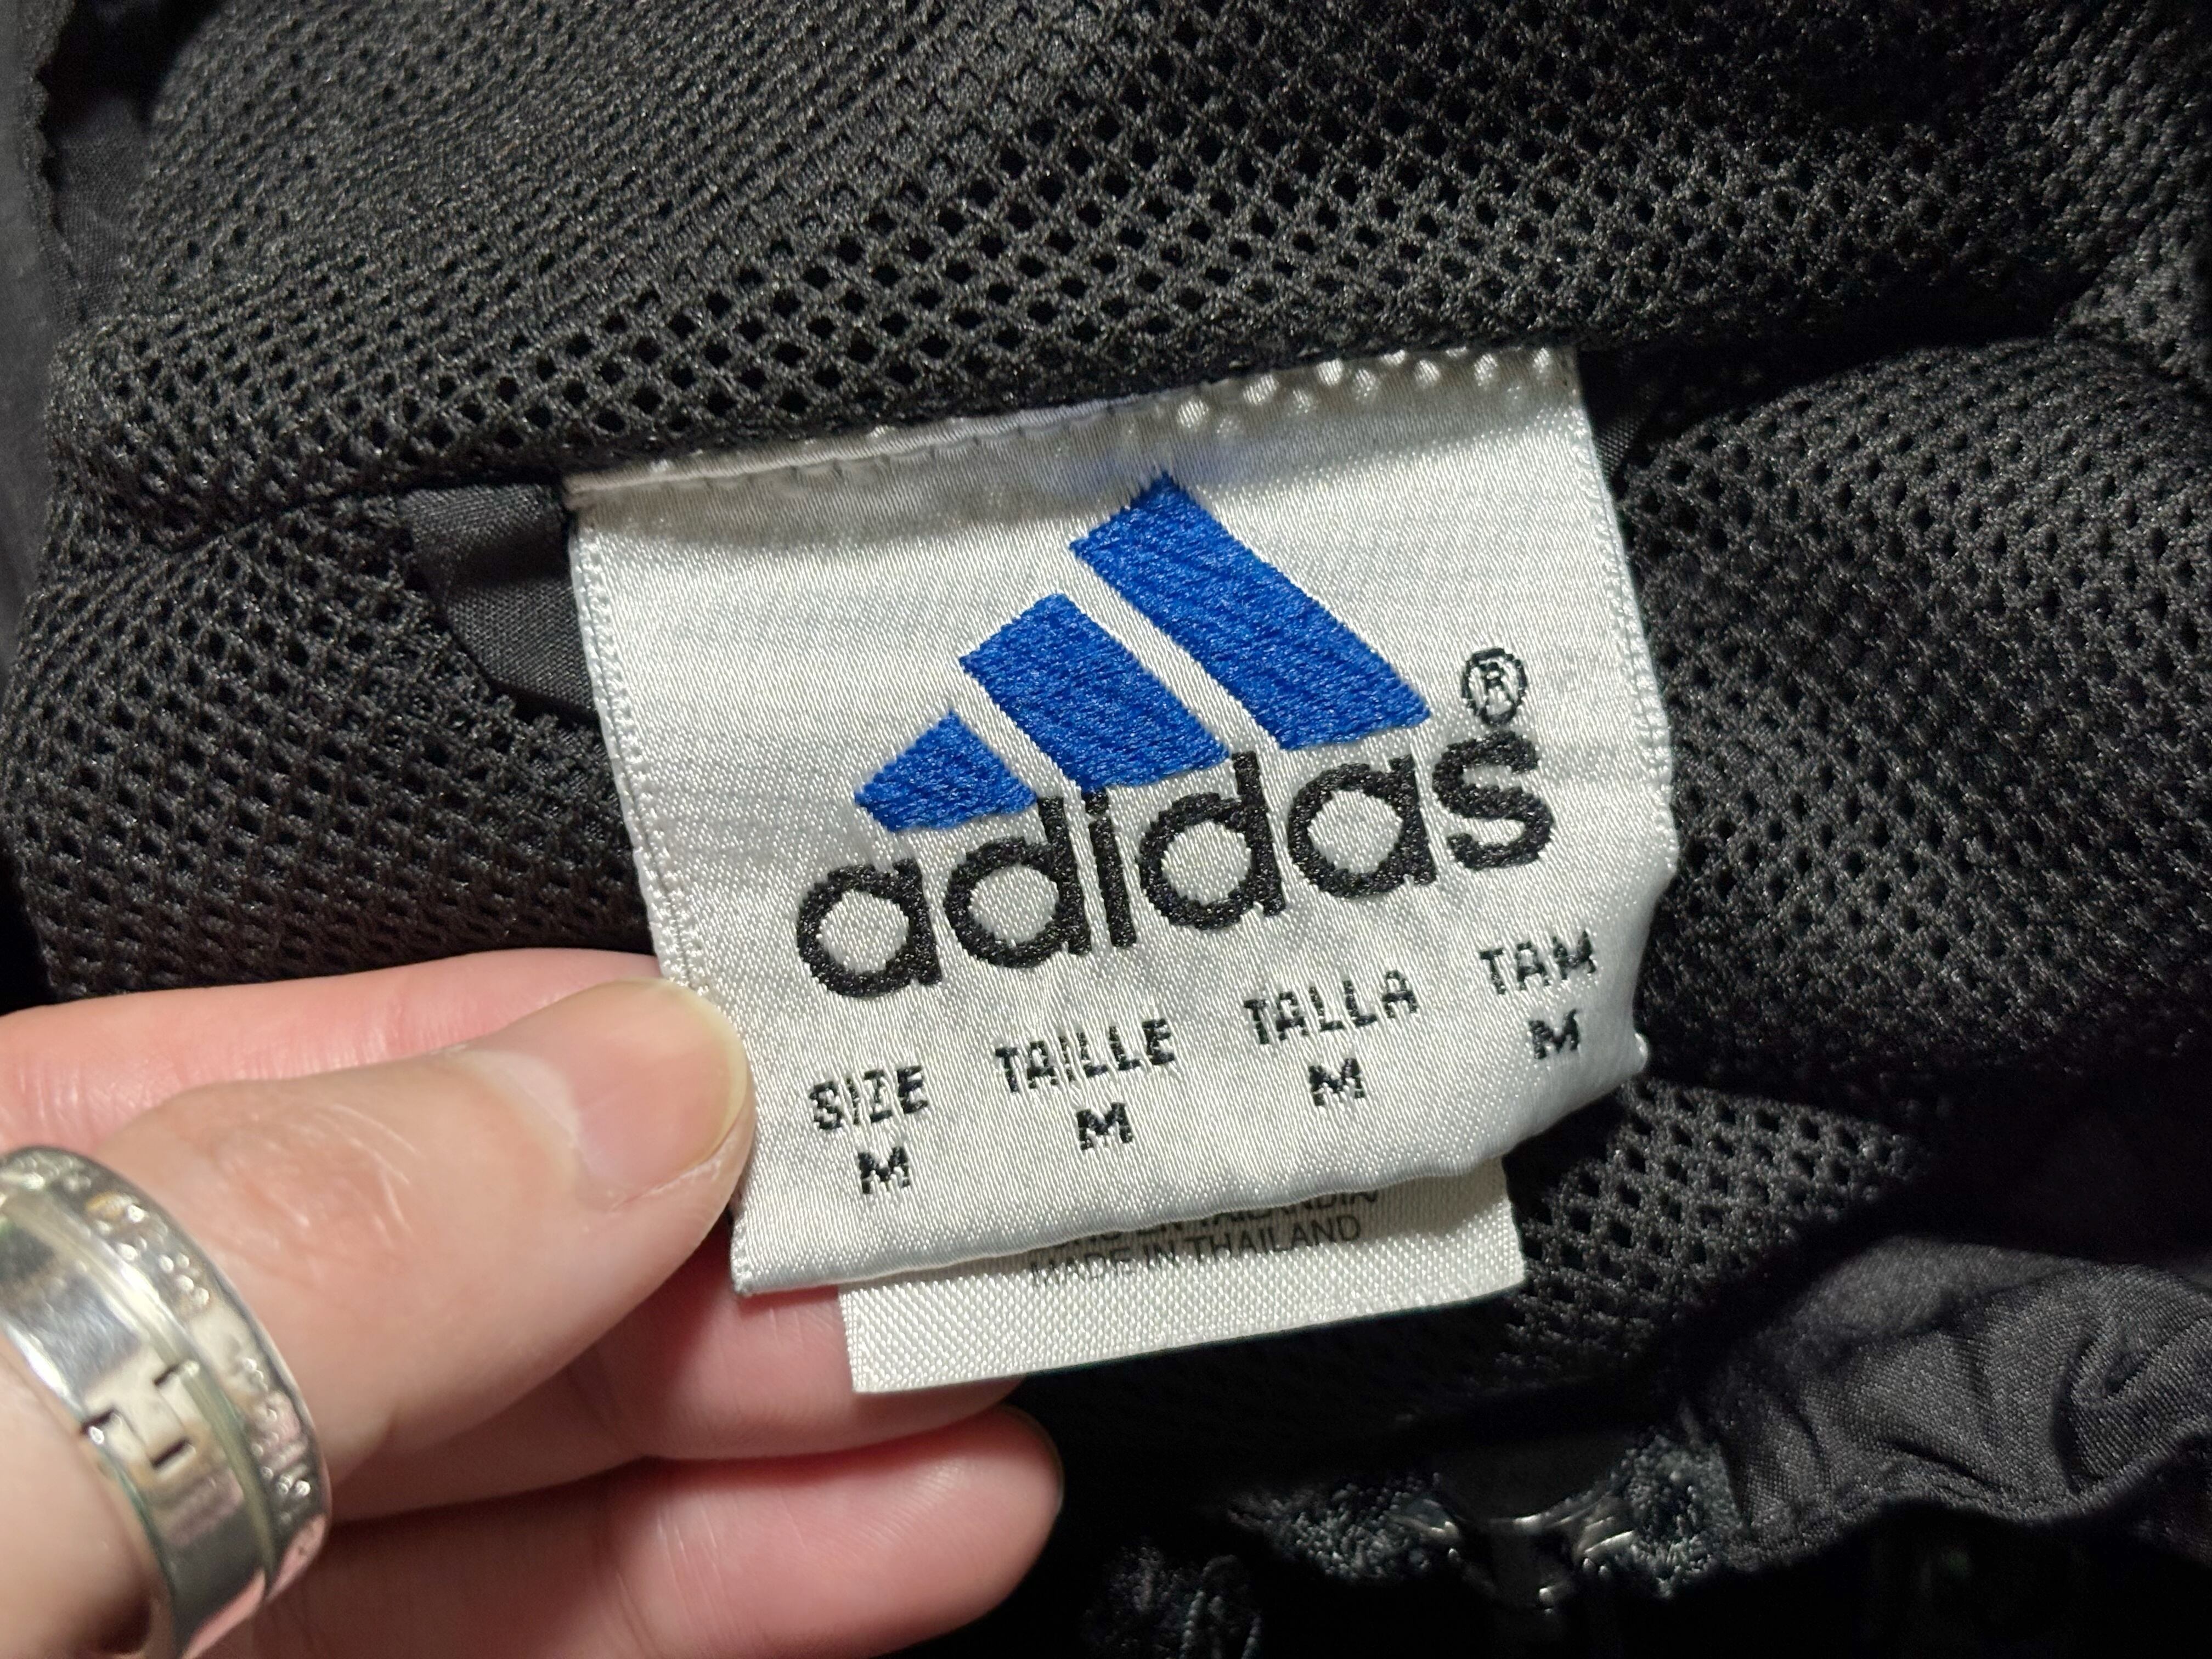 adidas ®
SIZE TAILLE TALLA TAM
M M M M
MADE IN THAILAND